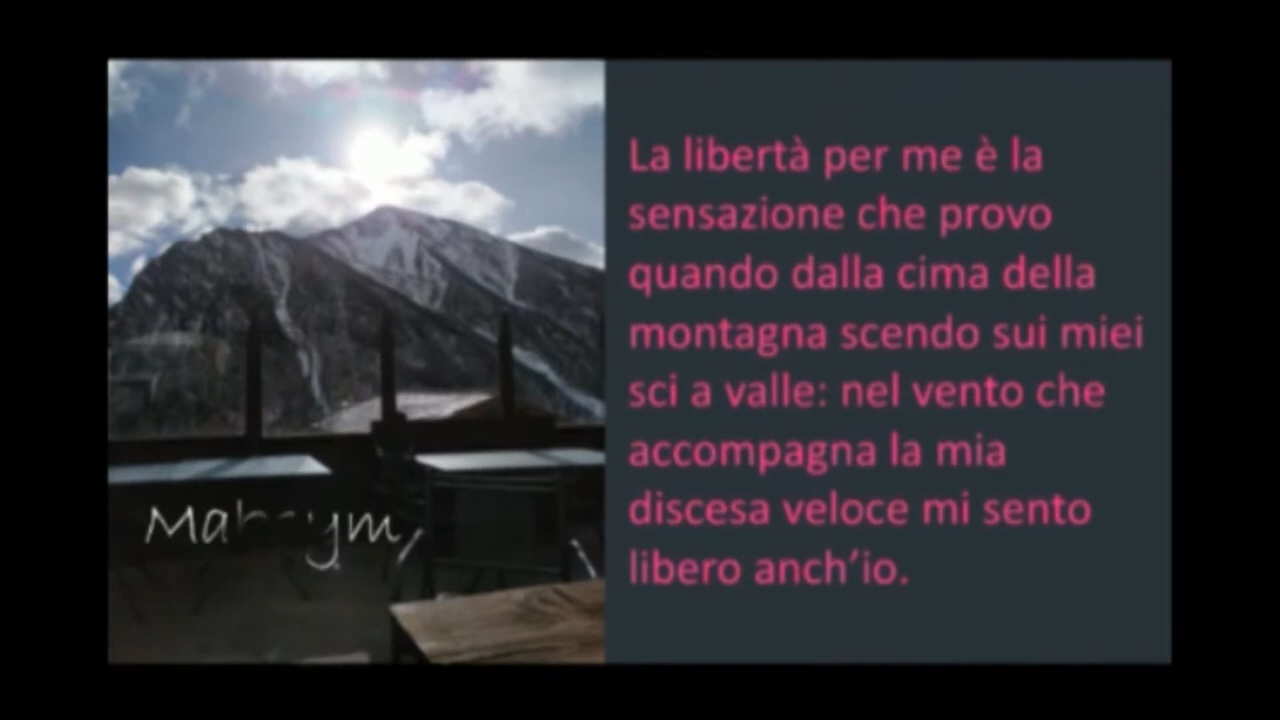 La libertà per me è la
sensazione che provo
quando dalla cima della
montagna scendo sui miei
sci a valle: nel vento che
accompagna la mia
discesa veloce mi sento
libero anch’io.